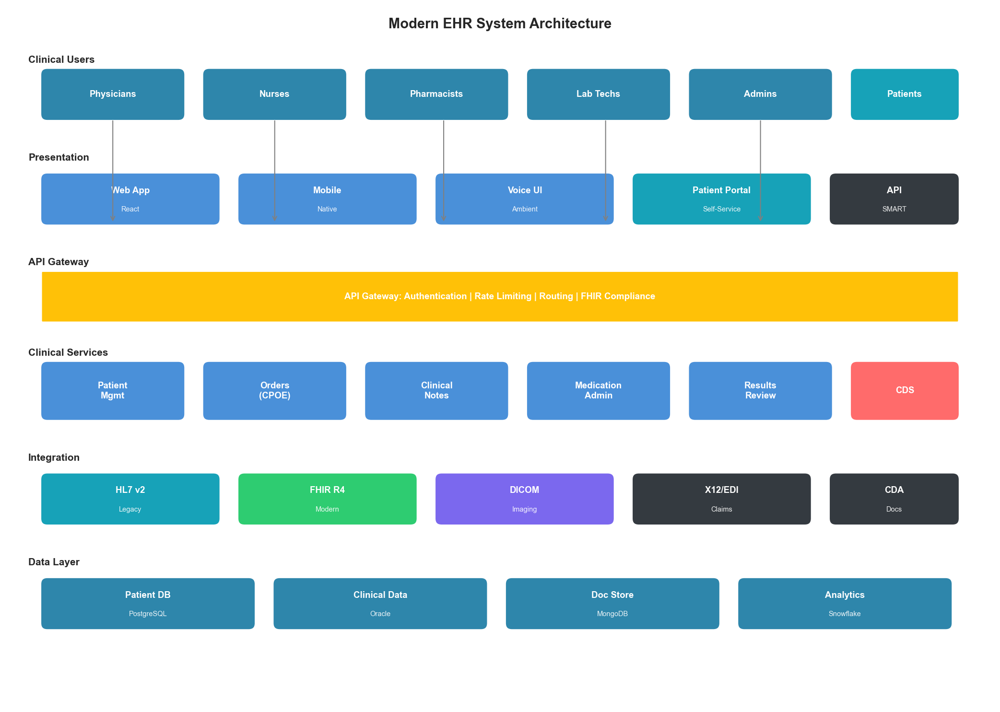 Modern EHR System Architecture
Clinical Users
Physicians
Nurses
Pharmacists
Lab Techs
Admins
Patients
Presentation
Web App
React
Mobile
Native
Voice UI
Ambient
Patient Portal
Self-Service
API
SMART
API Gateway
API Gateway: Authentication | Rate Limiting | Routing | FHIR Compliance
Clinical Services
Patient
Mgmt
Orders
(CPOE)
Clinical
Notes
Medication
Admin
Results
Review
CDS
Integration
HL7 v2
Legacy
FHIR R4
Modern
DICOM
Imaging
X12/EDI
Claims
CDA
Docs
Data Layer
Patient DB
PostgreSQL
Clinical Data
Oracle
Doc Store
MongoDB
Analytics
Snowflake